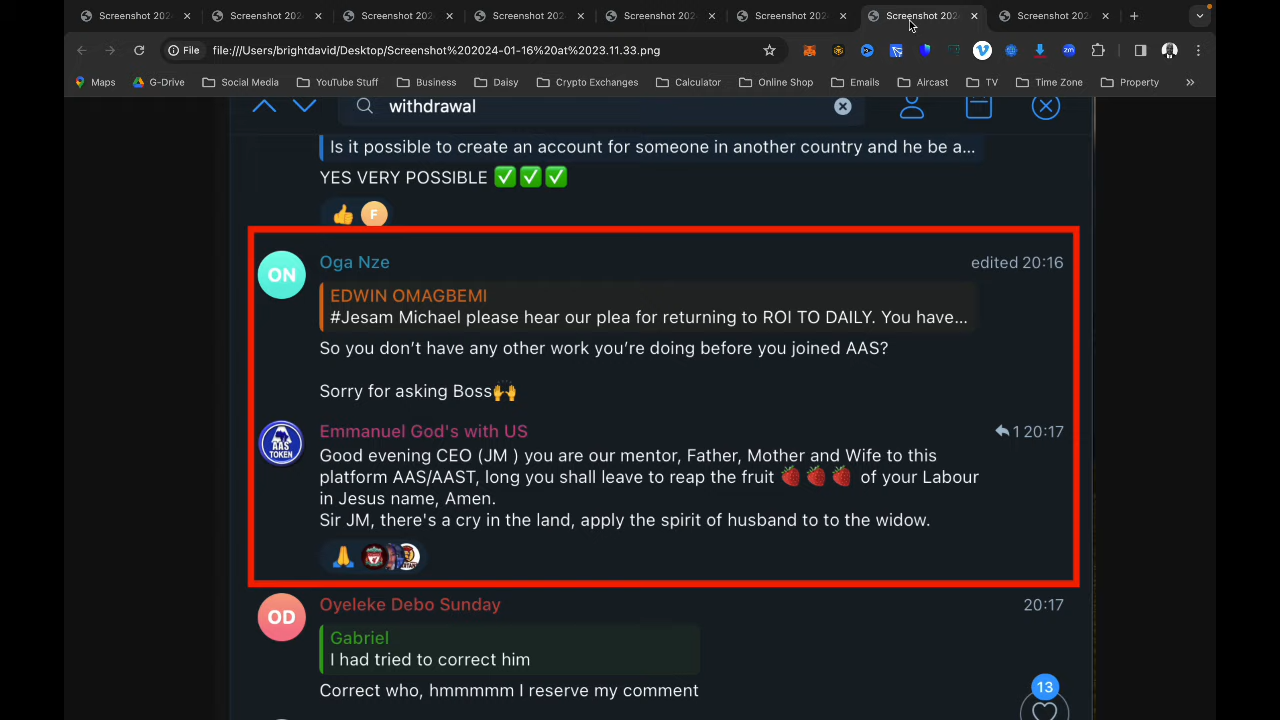 Screenshot 202
Screenshot 202
Screenshot 202
Screenshot 202
Screenshot 202
Screenshot 202
Screenshot 202
Screenshot 202
File file:///Users/brightdavid/Desktop/Screenshot%202024-01-16%20at%2023.11.33.png
Maps G-Drive Social Media YouTube Stuff Business Daisy Crypto Exchanges Calculator Online Shop Emails Aircast TV Time Zone Property »
withdrawal
Is it possible to create an account for someone in another country and he be a...
YES VERY POSSIBLE ✅✅✅
👍 F
ON
Oga Nze edited 20:16
EDWIN OMAGBEMI
#Jesam Michael please hear our plea for returning to ROI TO DAILY. You have...
So you don't have any other work you're doing before you joined AAS?
Sorry for asking Boss🙌
AAS TOKEN
Emmanuel God's with US 1 20:17
Good evening CEO (JM ) you are our mentor, Father, Mother and Wife to this
platform AAS/AAST, long you shall leave to reap the fruit 🍓 🍓 🍓 of your Labour
in Jesus name, Amen.
Sir JM, there's a cry in the land, apply the spirit of husband to to the widow.
OD
Oyeleke Debo Sunday 20:17
Gabriel
I had tried to correct him
Correct who, hmmmmm I reserve my comment
13